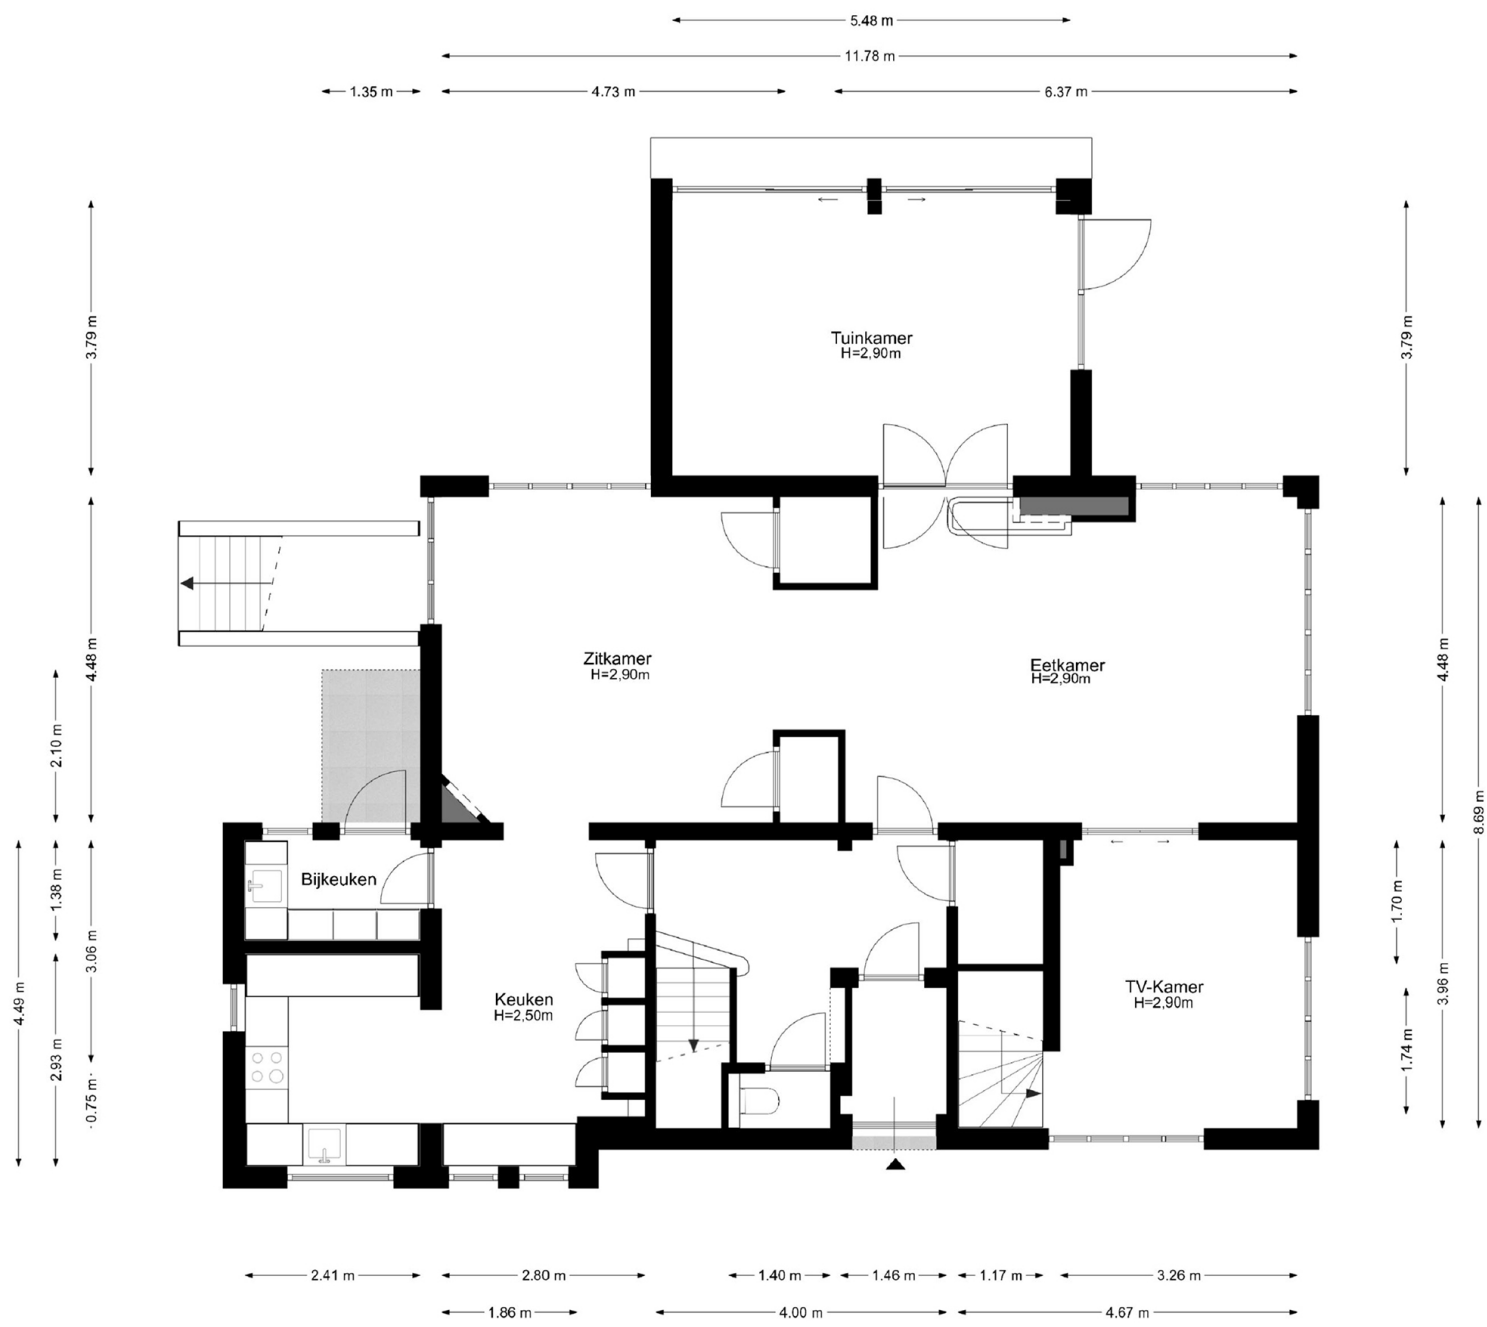 5.48 m
11.78 m
1.35 m
4.73 m
6.37 m
3.79 m
3.79 m
Tuinkamer
H=2,90m
4.48 m
2.10 m
Zitkamer
H=2,90m
Eetkamer
H=2,90m
4.48 m
8.69 m
4.49 m
1.38 m
2.93 m
3.06 m
0.75 m
Bijkeuken
Keuken
H=2,50m
TV-Kamer
H=2,90m
1.70 m
1.74 m
3.96 m
2.41 m
2.80 m
1.40 m
1.46 m
1.17 m
3.26 m
1.86 m
4.00 m
4.67 m